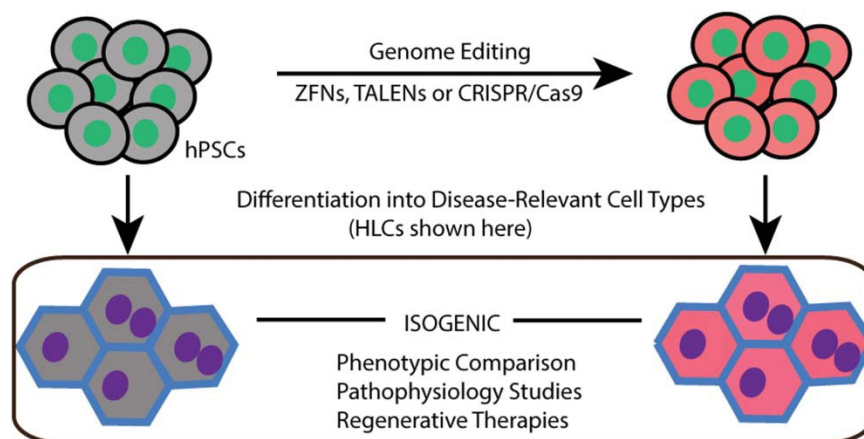 Genome Editing
ZFNs, TALENs or CRISPR/Cas9
hPSCs
Differentiation into Disease-Relevant Cell Types
(HLCs shown here)
ISOGENIC
Phenotypic Comparison
Pathophysiology Studies
Regenerative Therapies